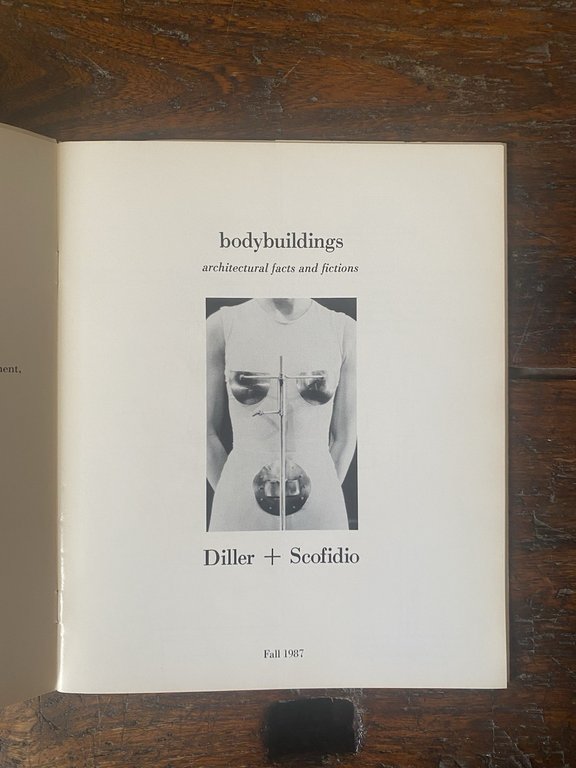 ment,
bodybuildings
architectural facts and fictions
Diller + Scofidio
Fall 1987